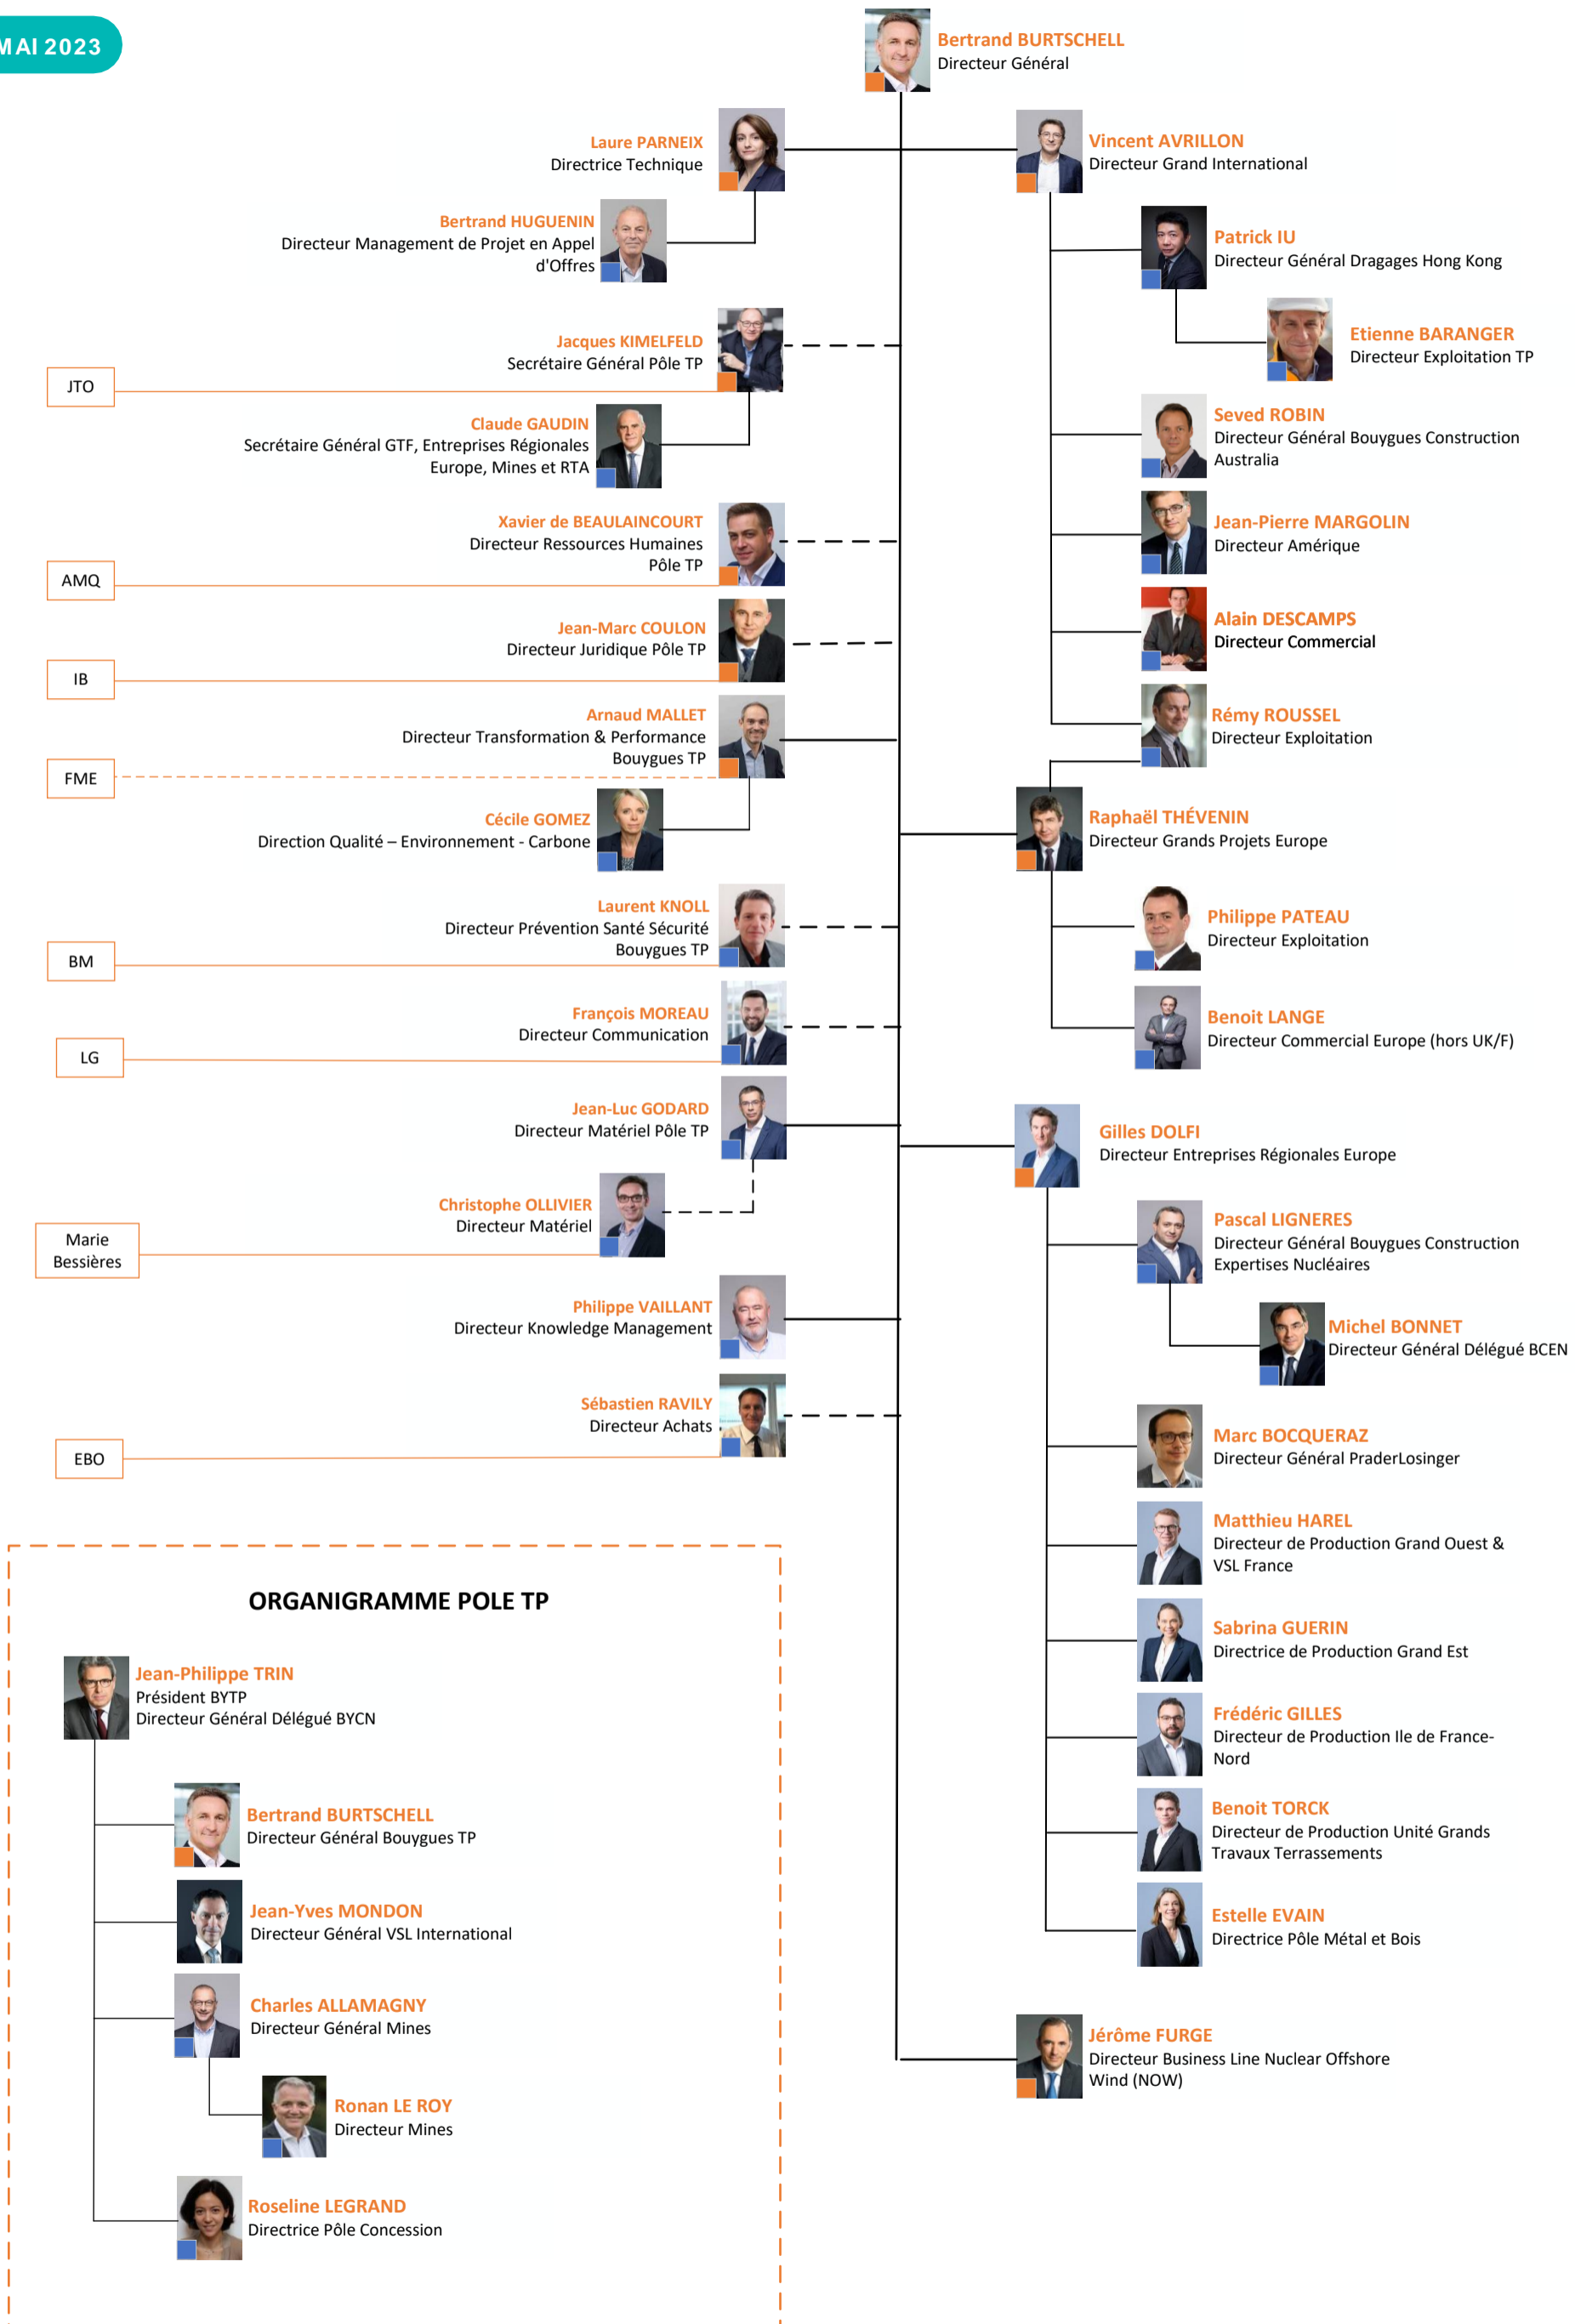 MAI 2023
Bertrand BURTSCHELL
Directeur Général
Laure PARNEIX
Directrice Technique
Bertrand HUGUENIN
Directeur Management de Projet en Appel
d'Offres
Jacques KIMELFELD
Secrétaire Général Pôle TP
JTO
Claude GAUDIN
Secrétaire Général GTF, Entreprises Régionales
Europe, Mines et RTA
Xavier de BEAULAINCOURT
Directeur Ressources Humaines
Pôle TP
AMQ
Jean-Marc COULON
Directeur Juridique Pôle TP
IB
Arnaud MALLET
Directeur Transformation & Performance
Bouygues TP
FME
Cécile GOMEZ
Direction Qualité – Environnement - Carbone
Laurent KNOLL
Directeur Prévention Santé Sécurité
Bouygues TP
BM
François MOREAU
Directeur Communication
LG
Jean-Luc GODARD
Directeur Matériel Pôle TP
Christophe OLLIVIER
Directeur Matériel
Marie
Bessières
Philippe VAILLANT
Directeur Knowledge Management
Sébastien RAVILY
Directeur Achats
EBO
Vincent AVRILLON
Directeur Grand International
Patrick IU
Directeur Général Dragages Hong Kong
Etienne BARANGER
Directeur Exploitation TP
Seved ROBIN
Directeur Général Bouygues Construction
Australia
Jean-Pierre MARGOLIN
Directeur Amérique
Alain DESCAMPS
Directeur Commercial
Rémy ROUSSEL
Directeur Exploitation
Raphaël THÉVENIN
Directeur Grands Projets Europe
Philippe PATEAU
Directeur Exploitation
Benoit LANGE
Directeur Commercial Europe (hors UK/F)
Gilles DOLFI
Directeur Entreprises Régionales Europe
Pascal LIGNERES
Directeur Général Bouygues Construction
Expertises Nucléaires
Michel BONNET
Directeur Général Délégué BCEN
Marc BOCQUERAZ
Directeur Général PraderLosinger
Matthieu HAREL
Directeur de Production Grand Ouest &
VSL France
Sabrina GUERIN
Directrice de Production Grand Est
Frédéric GILLES
Directeur de Production Ile de France-
Nord
Benoit TORCK
Directeur de Production Unité Grands
Travaux Terrassements
Estelle EVAIN
Directrice Pôle Métal et Bois
Jérôme FURGE
Directeur Business Line Nuclear Offshore
Wind (NOW)
ORGANIGRAMME POLE TP
Jean-Philippe TRIN
Président BYTP
Directeur Général Délégué BYCN
Bertrand BURTSCHELL
Directeur Général Bouygues TP
Jean-Yves MONDON
Directeur Général VSL International
Charles ALLAMAGNY
Directeur Général Mines
Ronan LE ROY
Directeur Mines
Roseline LEGRAND
Directrice Pôle Concession